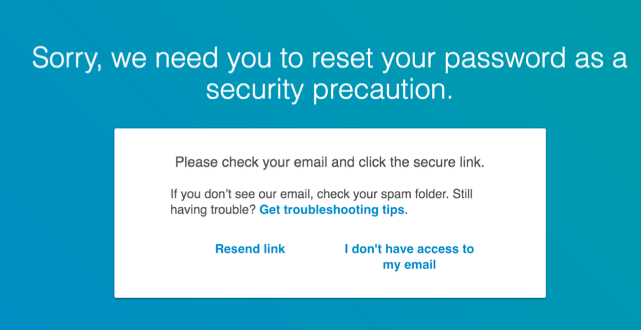 Sorry, we need you to reset your password as a
security precaution.
Please check your email and click the secure link.
If you don't see our email, check your spam folder. Still
having trouble? Get troubleshooting tips.
Resend link
I don't have access to
my email